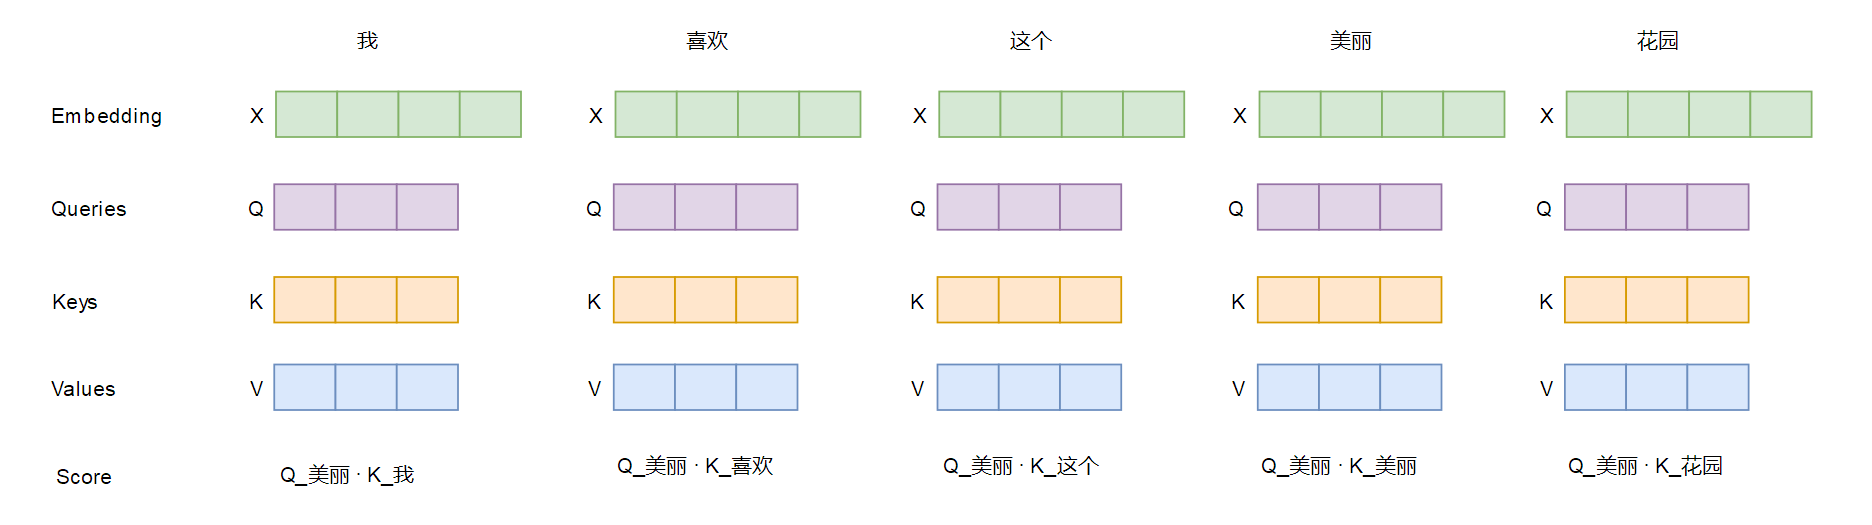 我 喜欢 这个 美丽 花园
Embedding X X X X X
Queries Q Q Q Q Q
Keys K K K K K
Values V V V V V
Score Q_美丽 · K_我 Q_美丽 · K_喜欢 Q_美丽 · K_这个 Q_美丽 · K_美丽 Q_美丽 · K_花园